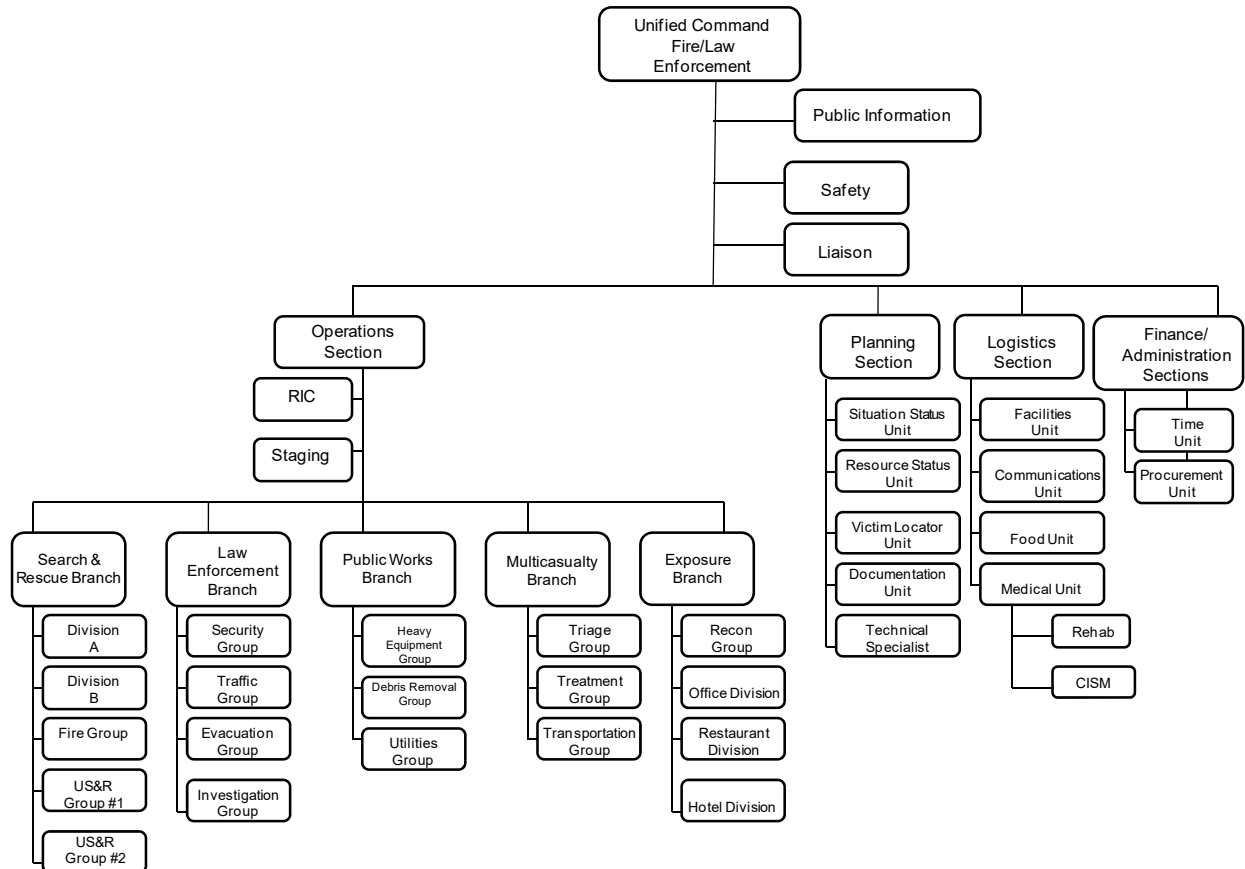 Unified Command
Fire/Law
Enforcement
Public Information
Safety
Liaison
Operations
Section
RIC
Staging
Planning
Section
Logistics
Section
Finance/
Administration
Sections
Situation Status
Unit
Resource Status
Unit
Victim Locator
Unit
Documentation
Unit
Technical
Specialist
Facilities
Unit
Communications
Unit
Food Unit
Medical Unit
Rehab
CISM
Time
Unit
Procurement
Unit
Search &
Rescue Branch
Division
A
Division
B
Fire Group
US&R
Group #1
US&R
Group #2
Law
Enforcement
Branch
Security
Group
Traffic
Group
Evacuation
Group
Investigation
Group
Public Works
Branch
Heavy
Equipment
Group
Debris Removal
Group
Utilities
Group
Multicasualty
Branch
Triage
Group
Treatment
Group
Transportation
Group
Exposure
Branch
Recon
Group
Office Division
Restaurant
Division
Hotel Division